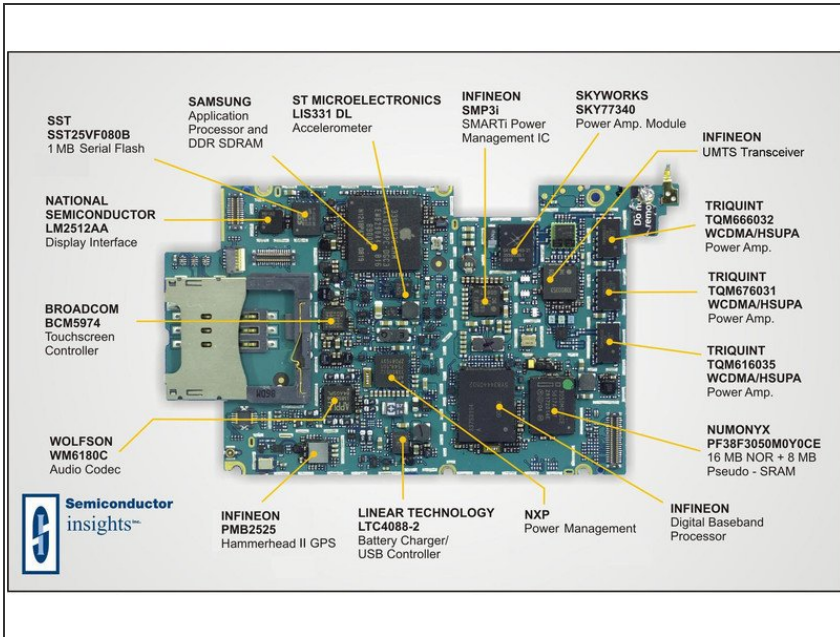 SST
SST25VF080B
1 MB Serial Flash
SAMSUNG
Application
Processor and
DDR SDRAM
ST MICROELECTRONICS
LIS331 DL
Accelerometer
INFINEON
SMP3i
SMARTi Power
Management IC
SKYWORKS
SKY77340
Power Amp. Module
INFINEON
UMTS Transceiver
NATIONAL
SEMICONDUCTOR
LM2512AA
Display Interface
Do not
remove
TRIQUINT
TQM666032
WCDMA/HSUPA
Power Amp.
TRIQUINT
TQM676031
WCDMA/HSUPA
Power Amp.
BROADCOM
BCM5974
Touchscreen
Controller
TRIQUINT
TQM616035
WCDMA/HSUPA
Power Amp.
WOLFSON
WM6180C
Audio Codec
NUMONYX
PF38F3050M0Y0CE
16 MB NOR + 8 MB
Pseudo - SRAM
Semiconductor
insights
INFINEON
PMB2525
Hammerhead II GPS
LINEAR TECHNOLOGY
LTC4088-2
Battery Charger/
USB Controller
NXP
Power Management
INFINEON
Digital Baseband
Processor